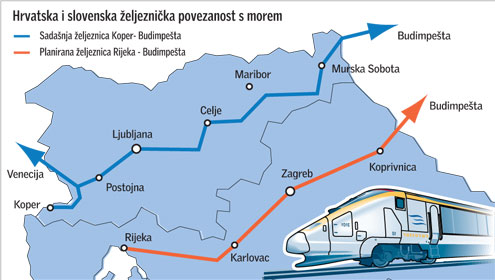 Hrvatska i slovenska željeznička povezanost s morem
Sadašnja željeznica Koper- Budimpešta
Planirana željeznica Rijeka - Budimpešta
Budimpešta
Maribor
Murska Sobota
Celje
Budimpešta
Ljubljana
Venecija
Postojna
Koprivnica
Zagreb
Koper
Rijeka
Karlovac